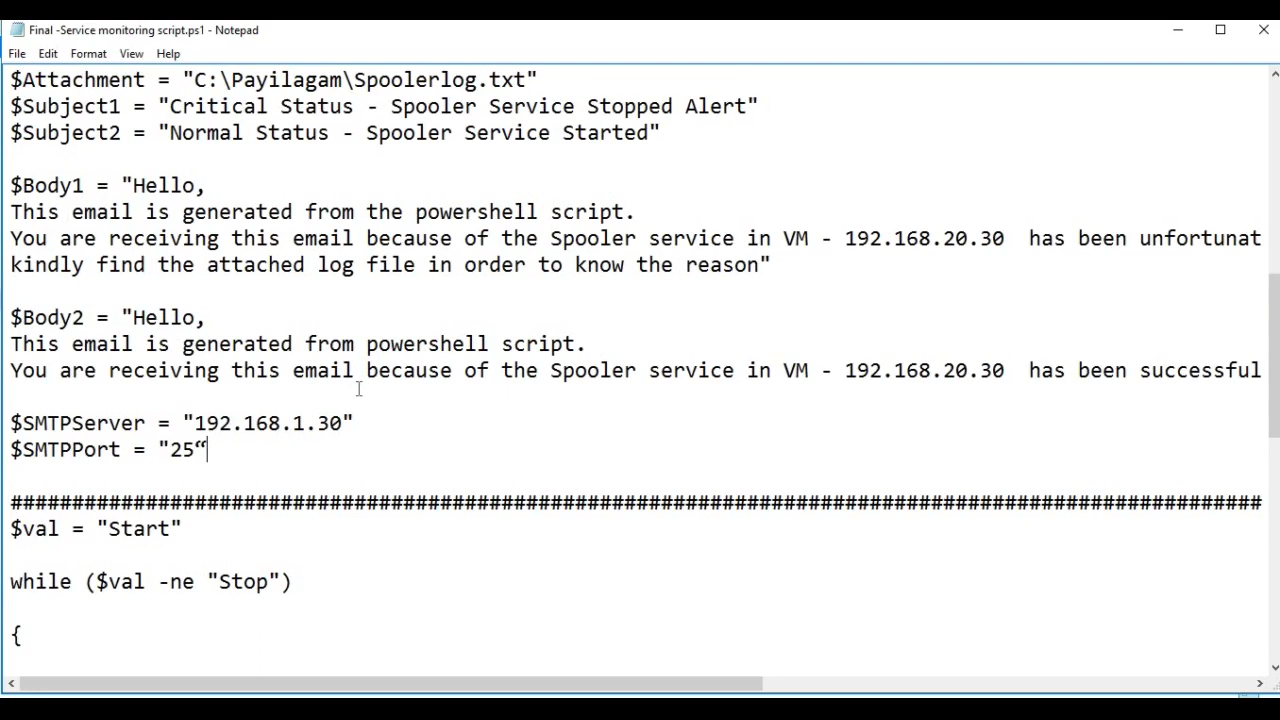 Final -Service monitoring script.ps1 - Notepad
File Edit Format View Help
$Attachment = "C:\Payilagam\Spoolerlog.txt"
$Subject1 = "Critical Status - Spooler Service Stopped Alert"
$Subject2 = "Normal Status - Spooler Service Started"
$Body1 = "Hello,
This email is generated from the powershell script.
You are receiving this email because of the Spooler service in VM - 192.168.20.30  has been unfortunat
kindly find the attached log file in order to know the reason"
$Body2 = "Hello,
This email is generated from powershell script.
You are receiving this email because of the Spooler service in VM - 192.168.20.30  has been successful
$SMTPServer = "192.168.1.30"
$SMTPPort = "25“
######################################################################################################
$val = "Start"
while ($val -ne "Stop")
{